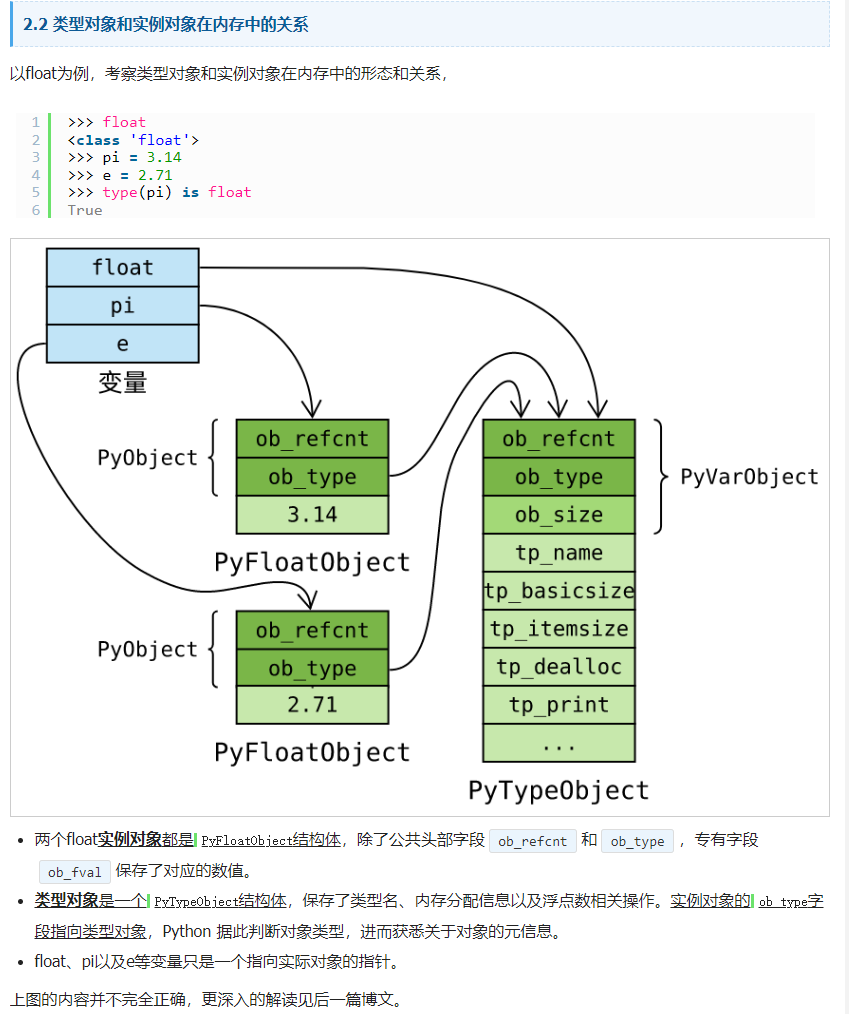 2.2 类型对象和实例对象在内存中的关系
以float为例，考察类型对象和实例对象在内存中的形态和关系，
1 >>> float
2 <class 'float'>
3 >>> pi = 3.14
4 >>> e = 2.71
5 >>> type(pi) is float
6 True
float
pi
e
变量
PyObject
ob_refcnt
ob_type
3.14
PyFloatObject
PyObject
ob_refcnt
ob_type
2.71
PyFloatObject
ob_refcnt
ob_type
ob_size
tp_name
tp_basicsize
tp_itemsize
tp_dealloc
tp_print
...
PyVarObject
PyTypeObject
• 两个float实例对象都是 PyFloatObject结构体，除了公共头部字段 ob_refcnt 和 ob_type ，专有字段
ob_fval 保存了对应的数值。
• 类型对象是一个 PyTypeObject结构体，保存了类型名、内存分配信息以及浮点数相关操作。实例对象的 ob_type字
段指向类型对象，Python 据此判断对象类型，进而获悉关于对象的元信息。
• float、pi以及e等变量只是一个指向实际对象的指针。
上图的内容并不完全正确，更深入的解读见后一篇博文。